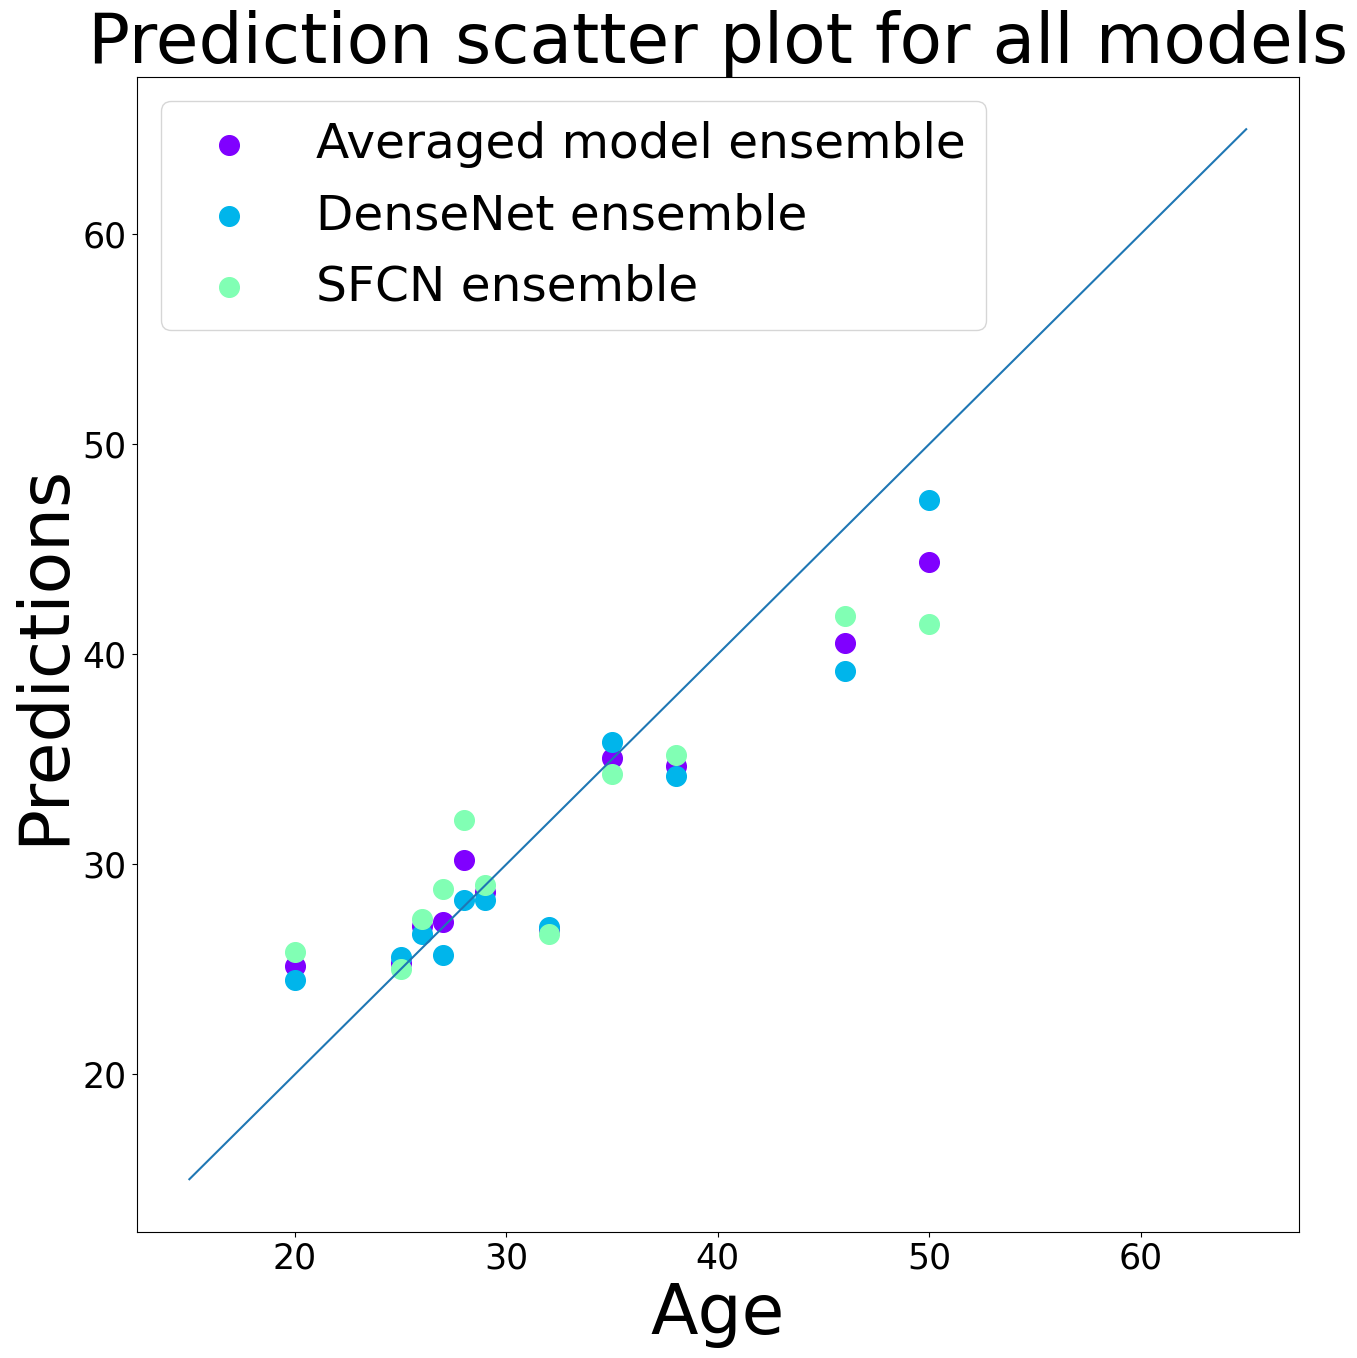 Prediction scatter plot for all models
Averaged model ensemble
DenseNet ensemble
SFCN ensemble
Predictions
60
50
40
30
20
20 30 40 50 60
Age